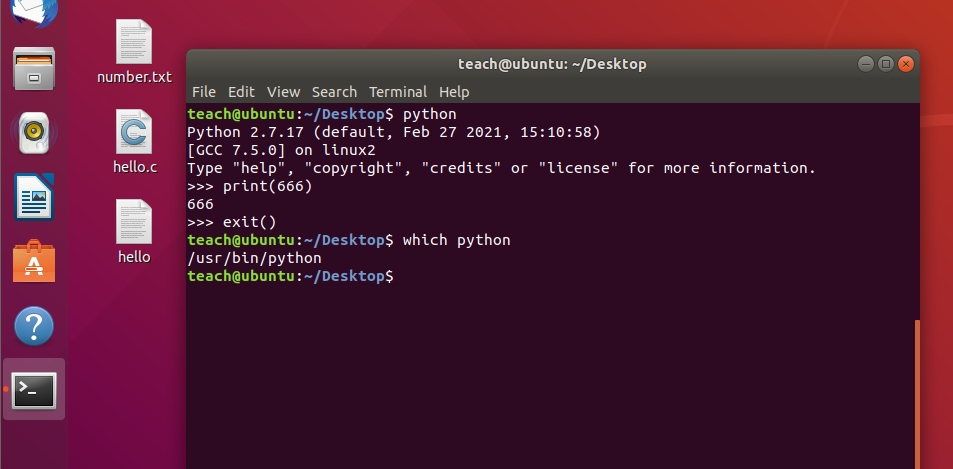 number.txt
hello.c
hello
teach@ubuntu: ~/Desktop
File Edit View Search Terminal Help
teach@ubuntu:~/Desktop$ python
Python 2.7.17 (default, Feb 27 2021, 15:10:58)
[GCC 7.5.0] on linux2
Type "help", "copyright", "credits" or "license" for more information.
>>> print(666)
666
>>> exit()
teach@ubuntu:~/Desktop$ which python
/usr/bin/python
teach@ubuntu:~/Desktop$